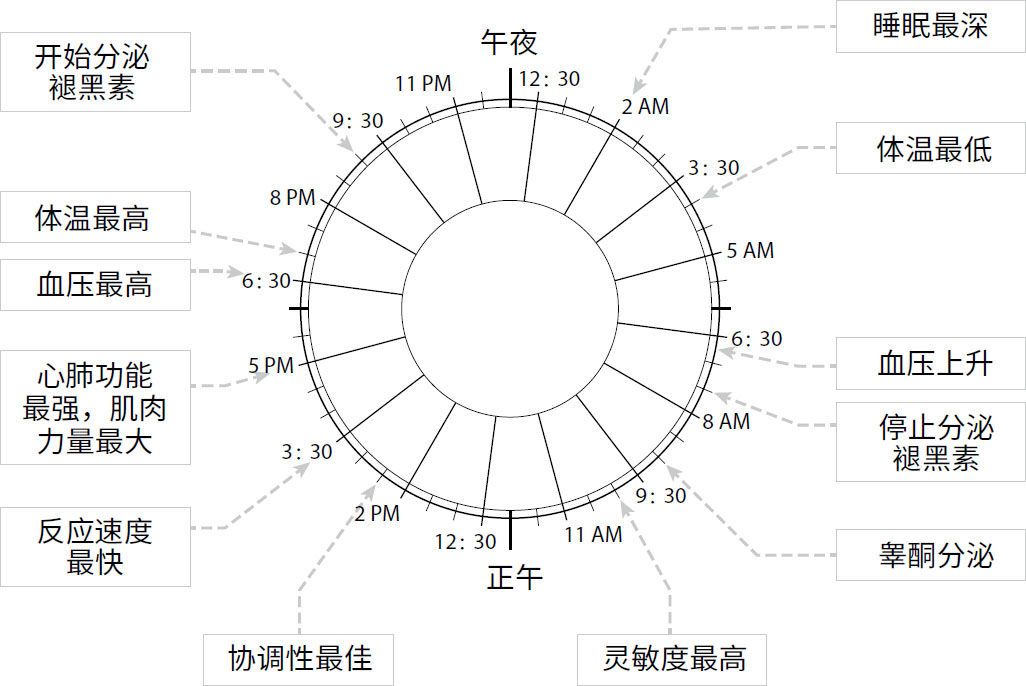 午夜
12: 30
2 AM
3: 30
5 AM
6: 30
8 AM
9: 30
11 AM
正午
12: 30
2 PM
3: 30
5 PM
6: 30
8 PM
9: 30
11 PM
睡眠最深
体温最低
血压上升
停止分泌
褪黑素
睾酮分泌
灵敏度最高
协调性最佳
反应速度
最快
心肺功能
最强，肌肉
力量最大
血压最高
体温最高
开始分泌
褪黑素